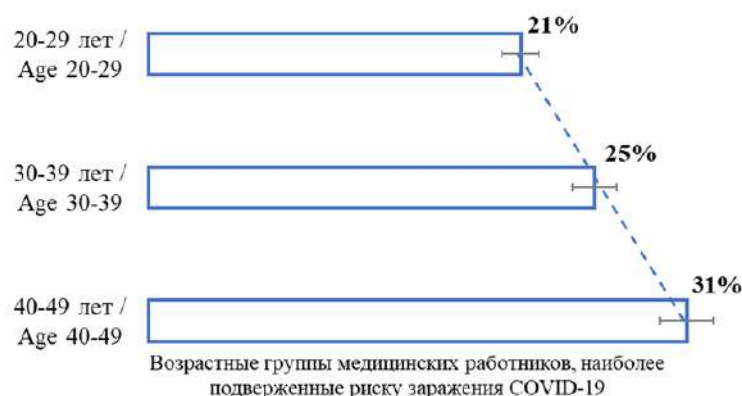 20-29 лет /
Age 20-29
21%
30-39 лет /
Age 30-39
25%
40-49 лет /
Age 40-49
31%
Возрастные группы медицинских работников, наиболее
подверженные риску заражения COVID-19